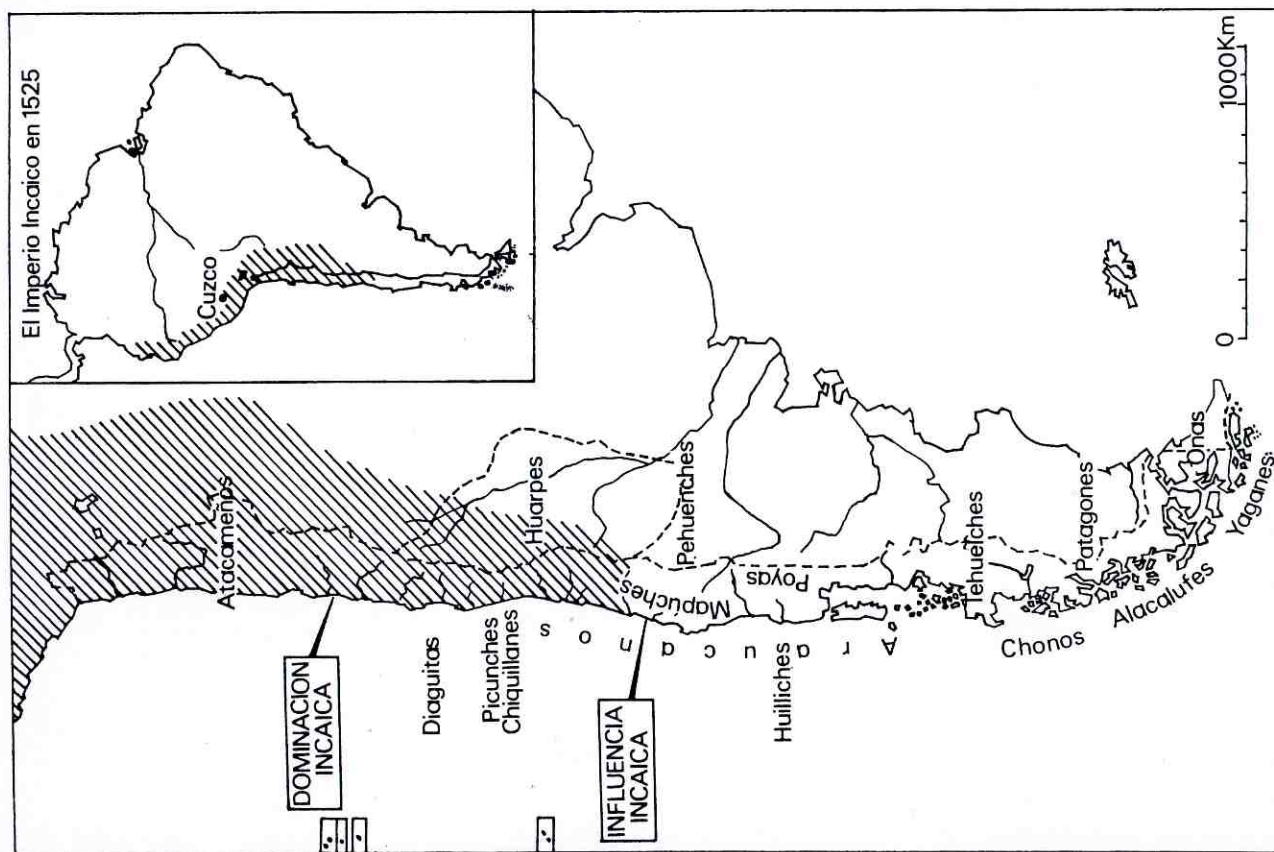 El Imperio Incaico en 1525
Cuzco
Atacameños
DOMINACION
INCAICA
Diaguitas
Picunches
Chiquillanes
Huarpes
INFLUENCIA
INCAICA
Pehuenches
Mapuches
Araucanos
Huilliches
Poyas
Tehuelches
Chonos
Patagones
Alacalufes
Onas
Yaganes
0
1000Km